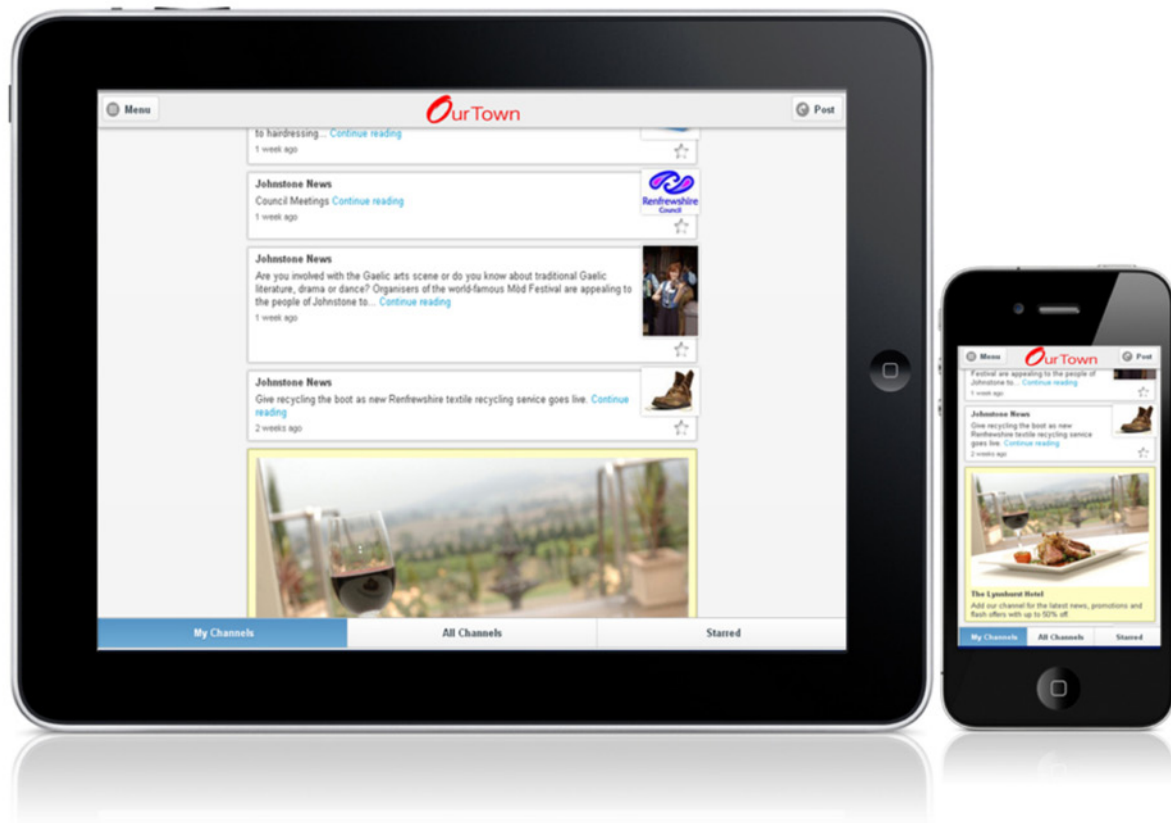 Menu
OurTown
Post
to hairdressing... Continue reading
1 week ago
Johnstone News
Council Meetings Continue reading
1 week ago
Renfrewshire
Council
Johnstone News
Are you involved with the Gaelic arts scene or do you know about traditional Gaelic
literature, drama or dance? Organisers of the world-famous Mòd Festival are appealing to
the people of Johnstone to... Continue reading
1 week ago
Johnstone News
Give recycling the boot as new Renfrewshire textile recycling service goes live. Continue
reading
2 weeks ago
My Channels
All Channels
Starred
Menu
OurTown
Post
Festival are appealing to the people of
Johnstone to... Continue reading
1 week ago
Johnstone News
Give recycling the boot as new
Renfrewshire textile recycling service
goes live. Continue reading
2 weeks ago
The Lynnhurst Hotel
Add our channel for the latest news, promotions and
flash offers with up to 50% off.
My Channels
All Channels
Starred